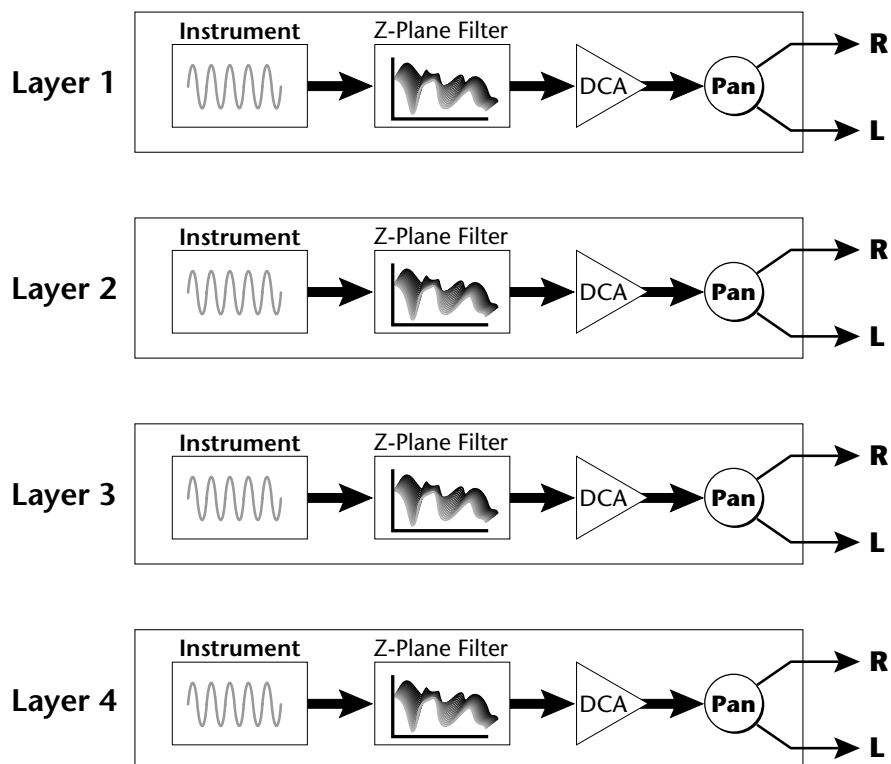 Instrument Z-Plane Filter
R
Layer 1
DCA
Pan
L
Instrument Z-Plane Filter
R
Layer 2
DCA
Pan
L
Instrument Z-Plane Filter
R
Layer 3
DCA
Pan
L
Instrument Z-Plane Filter
R
Layer 4
DCA
Pan
L